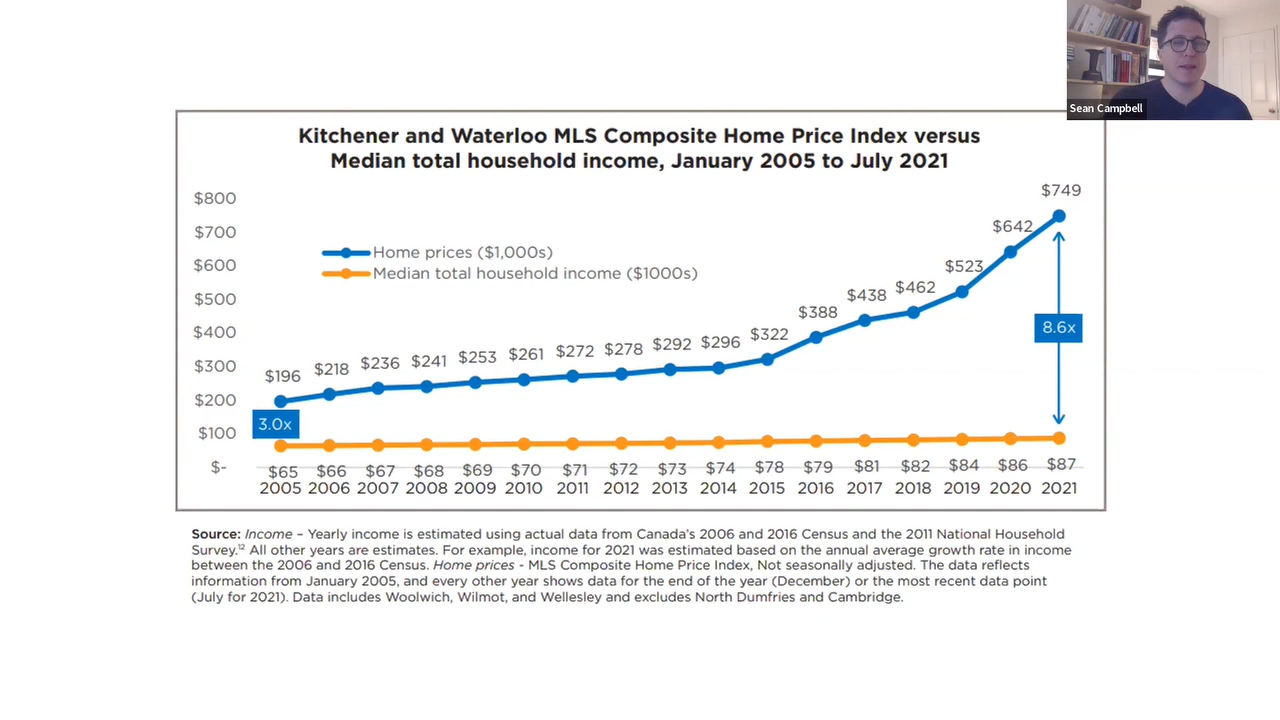 Sean Campbell
Kitchener and Waterloo MLS Composite Home Price Index versus
Median total household income, January 2005 to July 2021
$800
$700
$600
$500
$400
$300
$200
$100
$-
Home prices ($1,000s)
Median total household income ($1000s)
$196 $218 $236 $241 $253 $261 $272 $278 $292 $296 $322 $388 $438 $462 $523 $642 $749
3.0x
8.6x
$65 $66 $67 $68 $69 $70 $71 $72 $73 $74 $78 $79 $81 $82 $84 $86 $87
2005 2006 2007 2008 2009 2010 2011 2012 2013 2014 2015 2016 2017 2018 2019 2020 2021
Source: Income – Yearly income is estimated using actual data from Canada's 2006 and 2016 Census and the 2011 National Household
Survey.¹² All other years are estimates. For example, income for 2021 was estimated based on the annual average growth rate in income
between the 2006 and 2016 Census. Home prices - MLS Composite Home Price Index, Not seasonally adjusted. The data reflects
information from January 2005, and every other year shows data for the end of the year (December) or the most recent data point
(July for 2021). Data includes Woolwich, Wilmot, and Wellesley and excludes North Dumfries and Cambridge.